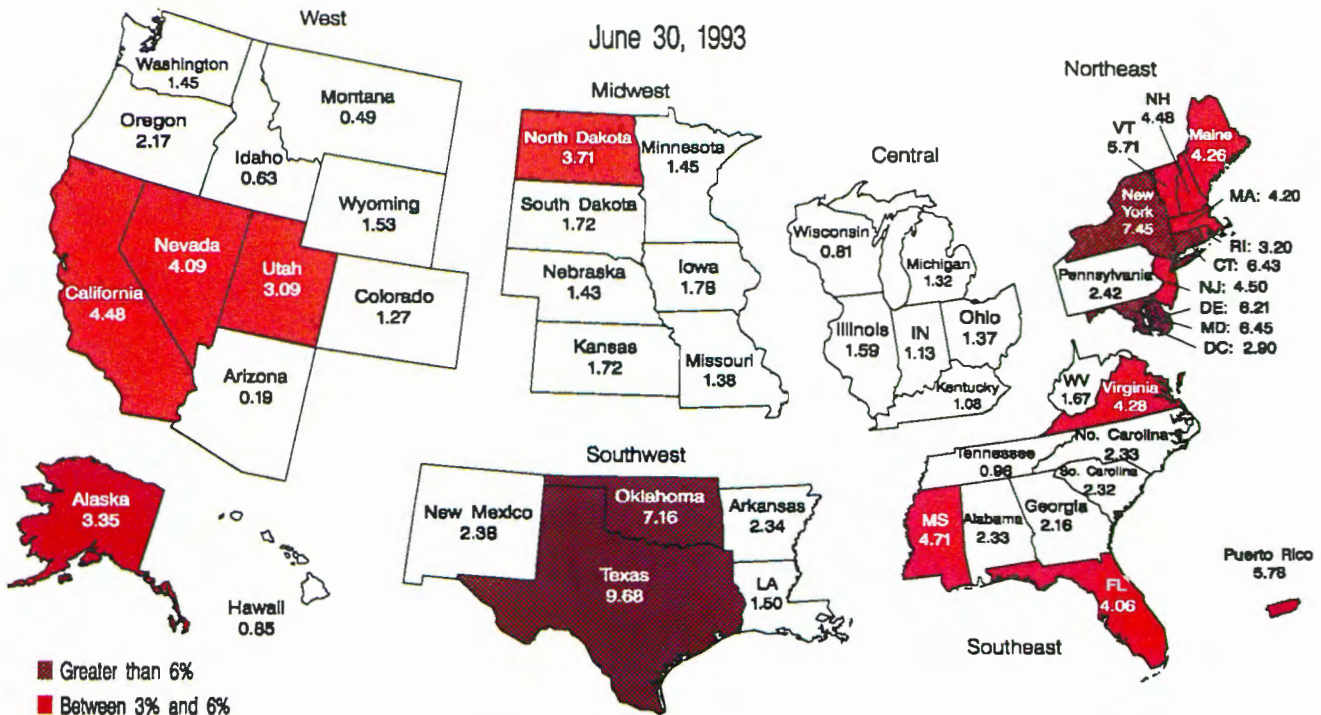 June 30, 1993
West
Washington
1.45
Oregon
2.17
Montana
0.49
Idaho
0.63
Wyoming
1.53
Nevada
4.09
Utah
3.09
California
4.48
Colorado
1.27
Arizona
0.19
Alaska
3.35
Hawaii
0.85
Midwest
North Dakota
3.71
Minnesota
1.45
South Dakota
1.72
Nebraska
1.43
Iowa
1.78
Kansas
1.72
Missouri
1.38
Central
Wisconsin
0.81
Michigan
1.32
Illinois
1.59
IN
1.13
Ohio
1.37
Kentucky
1.08
Northeast
NH
4.48
VT
5.71
Maine
4.26
New
York
7.45
MA: 4.20
RI: 3.20
CT: 6.43
Pennsylvania
2.42
NJ: 4.50
DE: 6.21
MD: 6.45
DC: 2.90
Southwest
New Mexico
2.38
Oklahoma
7.16
Arkansas
2.34
Texas
9.68
LA
1.50
WV
1.67
Virginia
4.28
No. Carolina
2.33
Tennessee
0.96
So. Carolina
2.32
MS
4.71
Alabama
2.33
Georgia
2.16
FL
4.06
Puerto Rico
5.78
Southeast
Greater than 6%
Between 3% and 6%